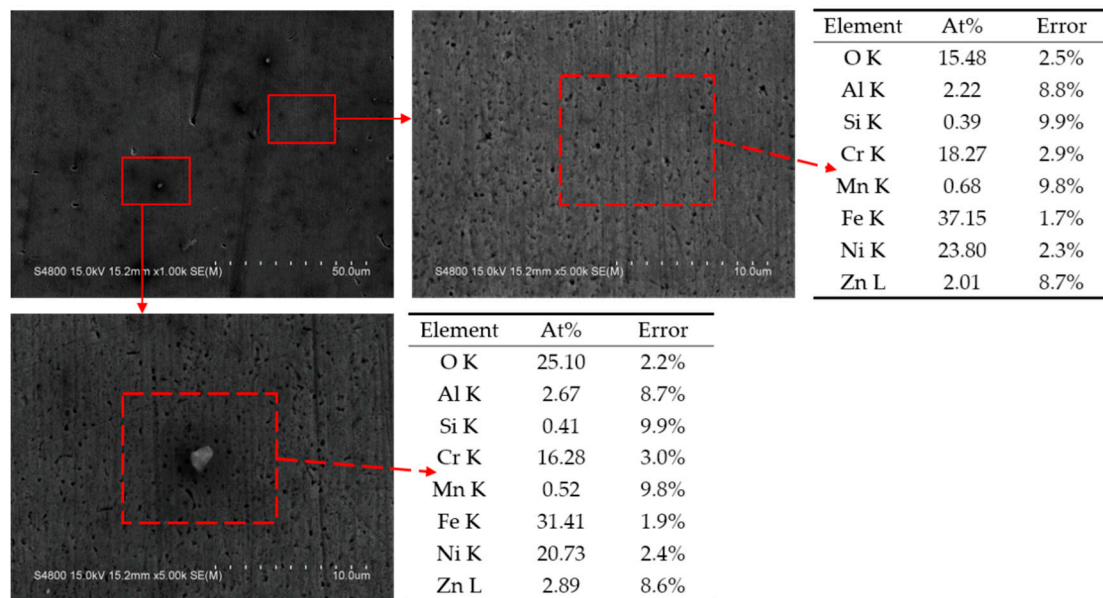 S4800 15.0kV 15.2mm x1.00k SE(M) 50.0um
S4800 15.0kV 15.2mm x5.00k SE(M) 10.0um
Element At% Error
O K 15.48 2.5%
Al K 2.22 8.8%
Si K 0.39 9.9%
Cr K 18.27 2.9%
Mn K 0.68 9.8%
Fe K 37.15 1.7%
Ni K 23.80 2.3%
Zn L 2.01 8.7%
S4800 15.0kV 15.2mm x5.00k SE(M) 10.0um
Element At% Error
O K 25.10 2.2%
Al K 2.67 8.7%
Si K 0.41 9.9%
Cr K 16.28 3.0%
Mn K 0.52 9.8%
Fe K 31.41 1.9%
Ni K 20.73 2.4%
Zn L 2.89 8.6%